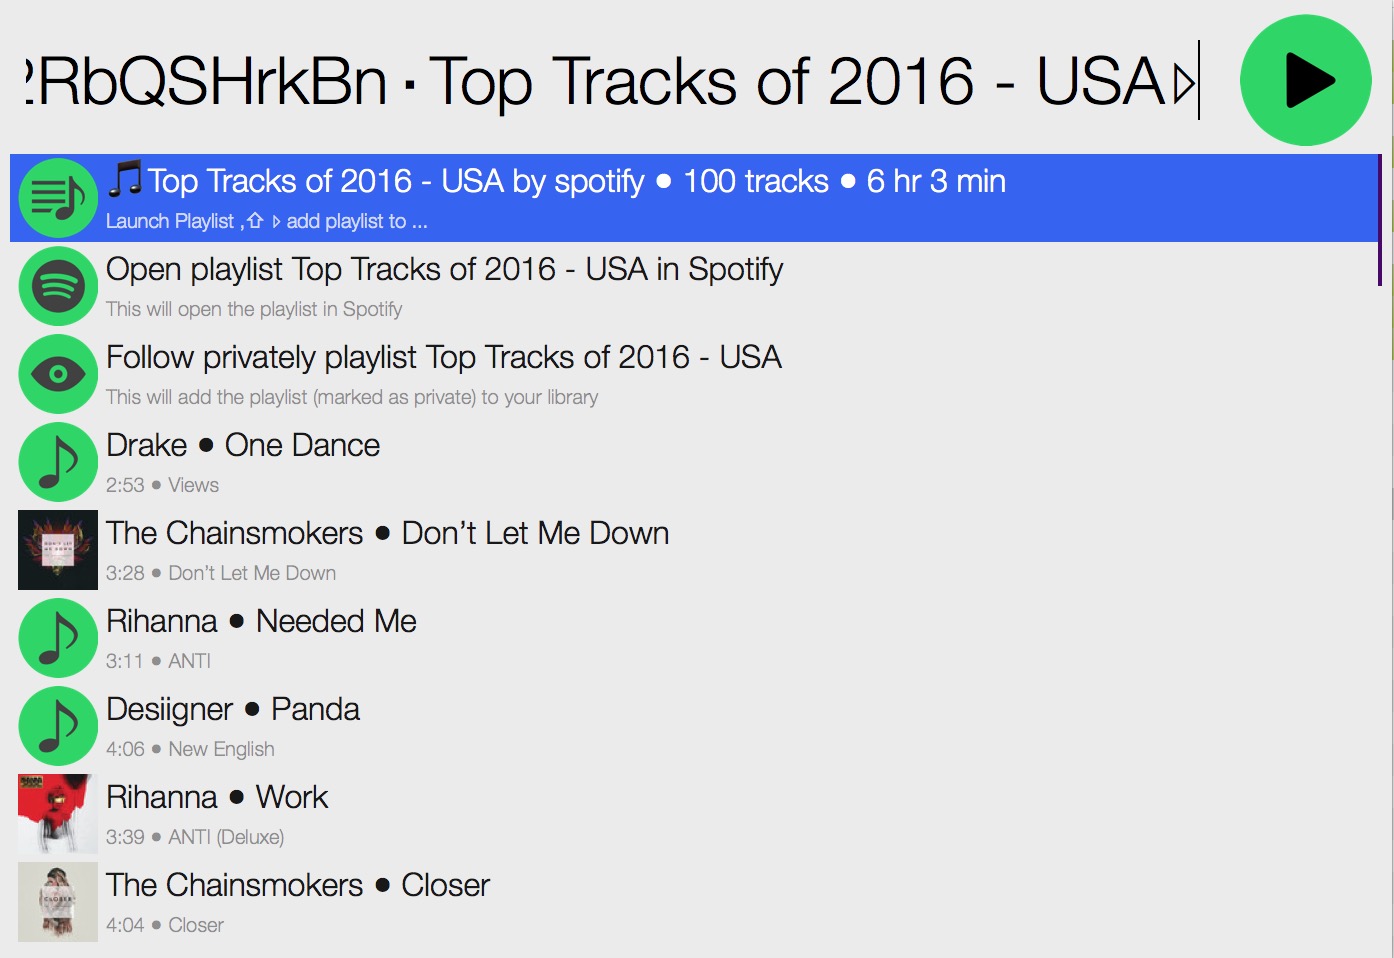 RbQSHrkBn · Top Tracks of 2016 - USA ▷
🎵 Top Tracks of 2016 - USA by spotify ● 100 tracks ● 6 hr 3 min
Launch Playlist ,⇧ ▹ add playlist to ...
Open playlist Top Tracks of 2016 - USA in Spotify
This will open the playlist in Spotify
Follow privately playlist Top Tracks of 2016 - USA
This will add the playlist (marked as private) to your library
Drake ● One Dance
2:53 ● Views
The Chainsmokers ● Don’t Let Me Down
3:28 ● Don't Let Me Down
Rihanna ● Needed Me
3:11 ● ANTI
Desiigner ● Panda
4:06 ● New English
Rihanna ● Work
3:39 ● ANTI (Deluxe)
The Chainsmokers ● Closer
CLOSER
4:04 ● Closer